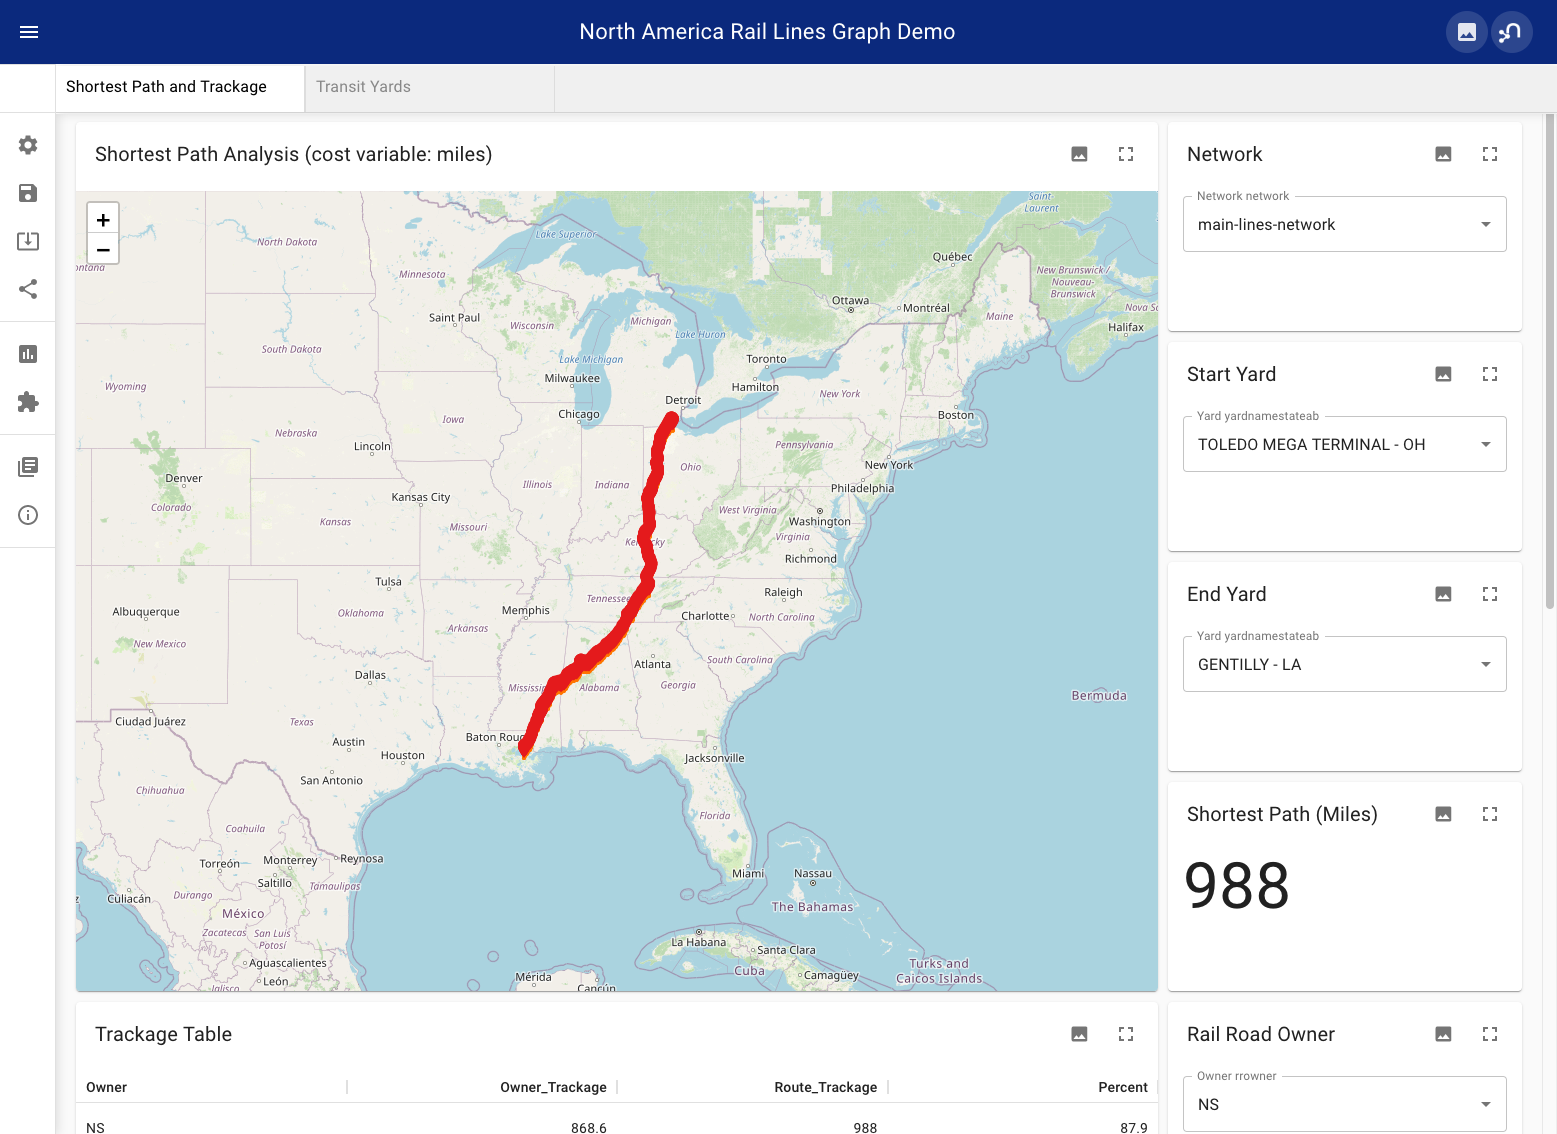 North America Rail Lines Graph Demo
Shortest Path and Trackage
Transit Yards
Shortest Path Analysis (cost variable: miles)
+
−
North Dakota
Minnesota
Lake Superior
Saint-
Laurent
Québec
New Brunswick /
Nouveau-
Brunswick
Nova Sc
Ottawa
Montréal
Maine
Halifax
Saint Paul
Wisconsin
Michigan
Lake Huron
South Dakota
Lake Michigan
Toronto
Wyoming
Milwaukee
Hamilton
New York
Detroit
Chicago
Boston
Iowa
Nebraska
Lincoln
Pennsylvania
New York
Ohio
Denver
Colorado
Kansas City
Illinois
Indiana
Philadelphia
West Virginia
Washington
Kansas
Missouri
Virginia
Richmond
Tulsa
Tennessee
Raleigh
Albuquerque
Oklahoma
Memphis
Charlotte
North Carolina
New Mexico
Arkansas
Atlanta
South Carolina
Dallas
Mississippi
Alabama
Georgia
Bermuda
Ciudad Juárez
Texas
Austin
Houston
Baton Roug
Jacksonville
San Antonio
Chihuahua
Florida
Coahuila
Torreón
Monterrey
Reynosa
Saltillo
Tamaulipas
Miami
Nassau
Culiacán
Durango
México
The Bahamas
Zacatecas
San Luis
Potosí
La Habana
Santa Clara
Aguascalientes
León
Jalisco
Mérida
Cancún
Cuba
Camagüey
Turks and
Caicos Islands
Network
Network network
main-lines-network
Start Yard
Yard yardnamestateab
TOLEDO MEGA TERMINAL - OH
End Yard
Yard yardnamestateab
GENTILLY - LA
Shortest Path (Miles)
988
Trackage Table
Owner Owner_Trackage Route_Trackage Percent
NS 868.6 988 87.9
Rail Road Owner
Owner rrowner
NS